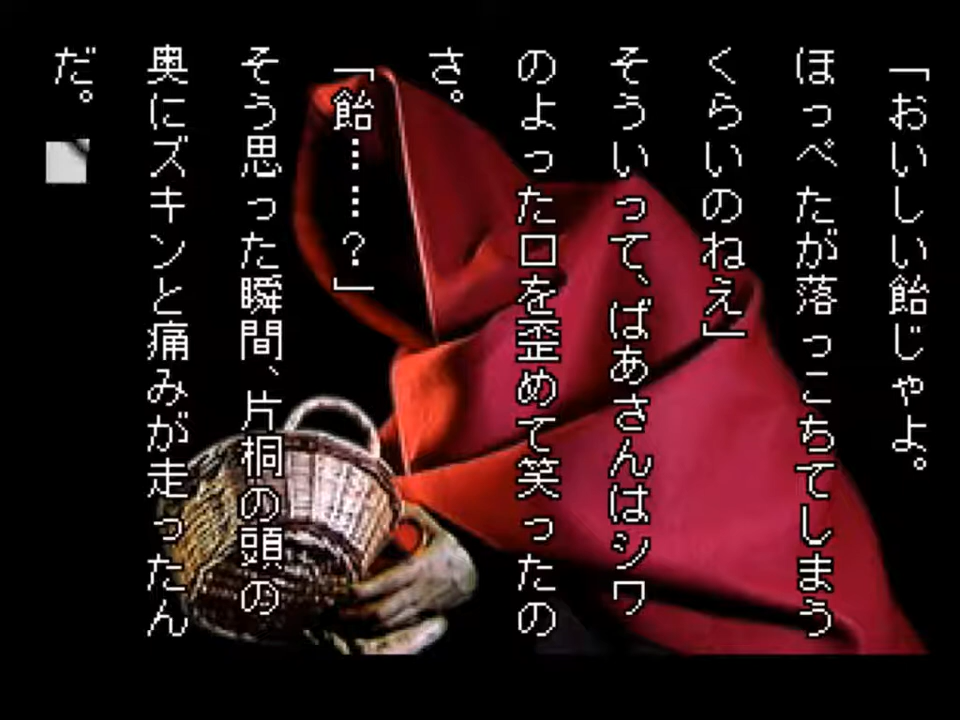 「おいしい飴じゃよ。
ほっぺたが落っこちてしまう
くらいのねえ」
そういって、ばあさんはシワ
のよった口を歪めて笑ったの
さ。
「飴……？」
そう思った瞬間、片桐の頭の
奥にズキンと痛みが走ったん
だ。